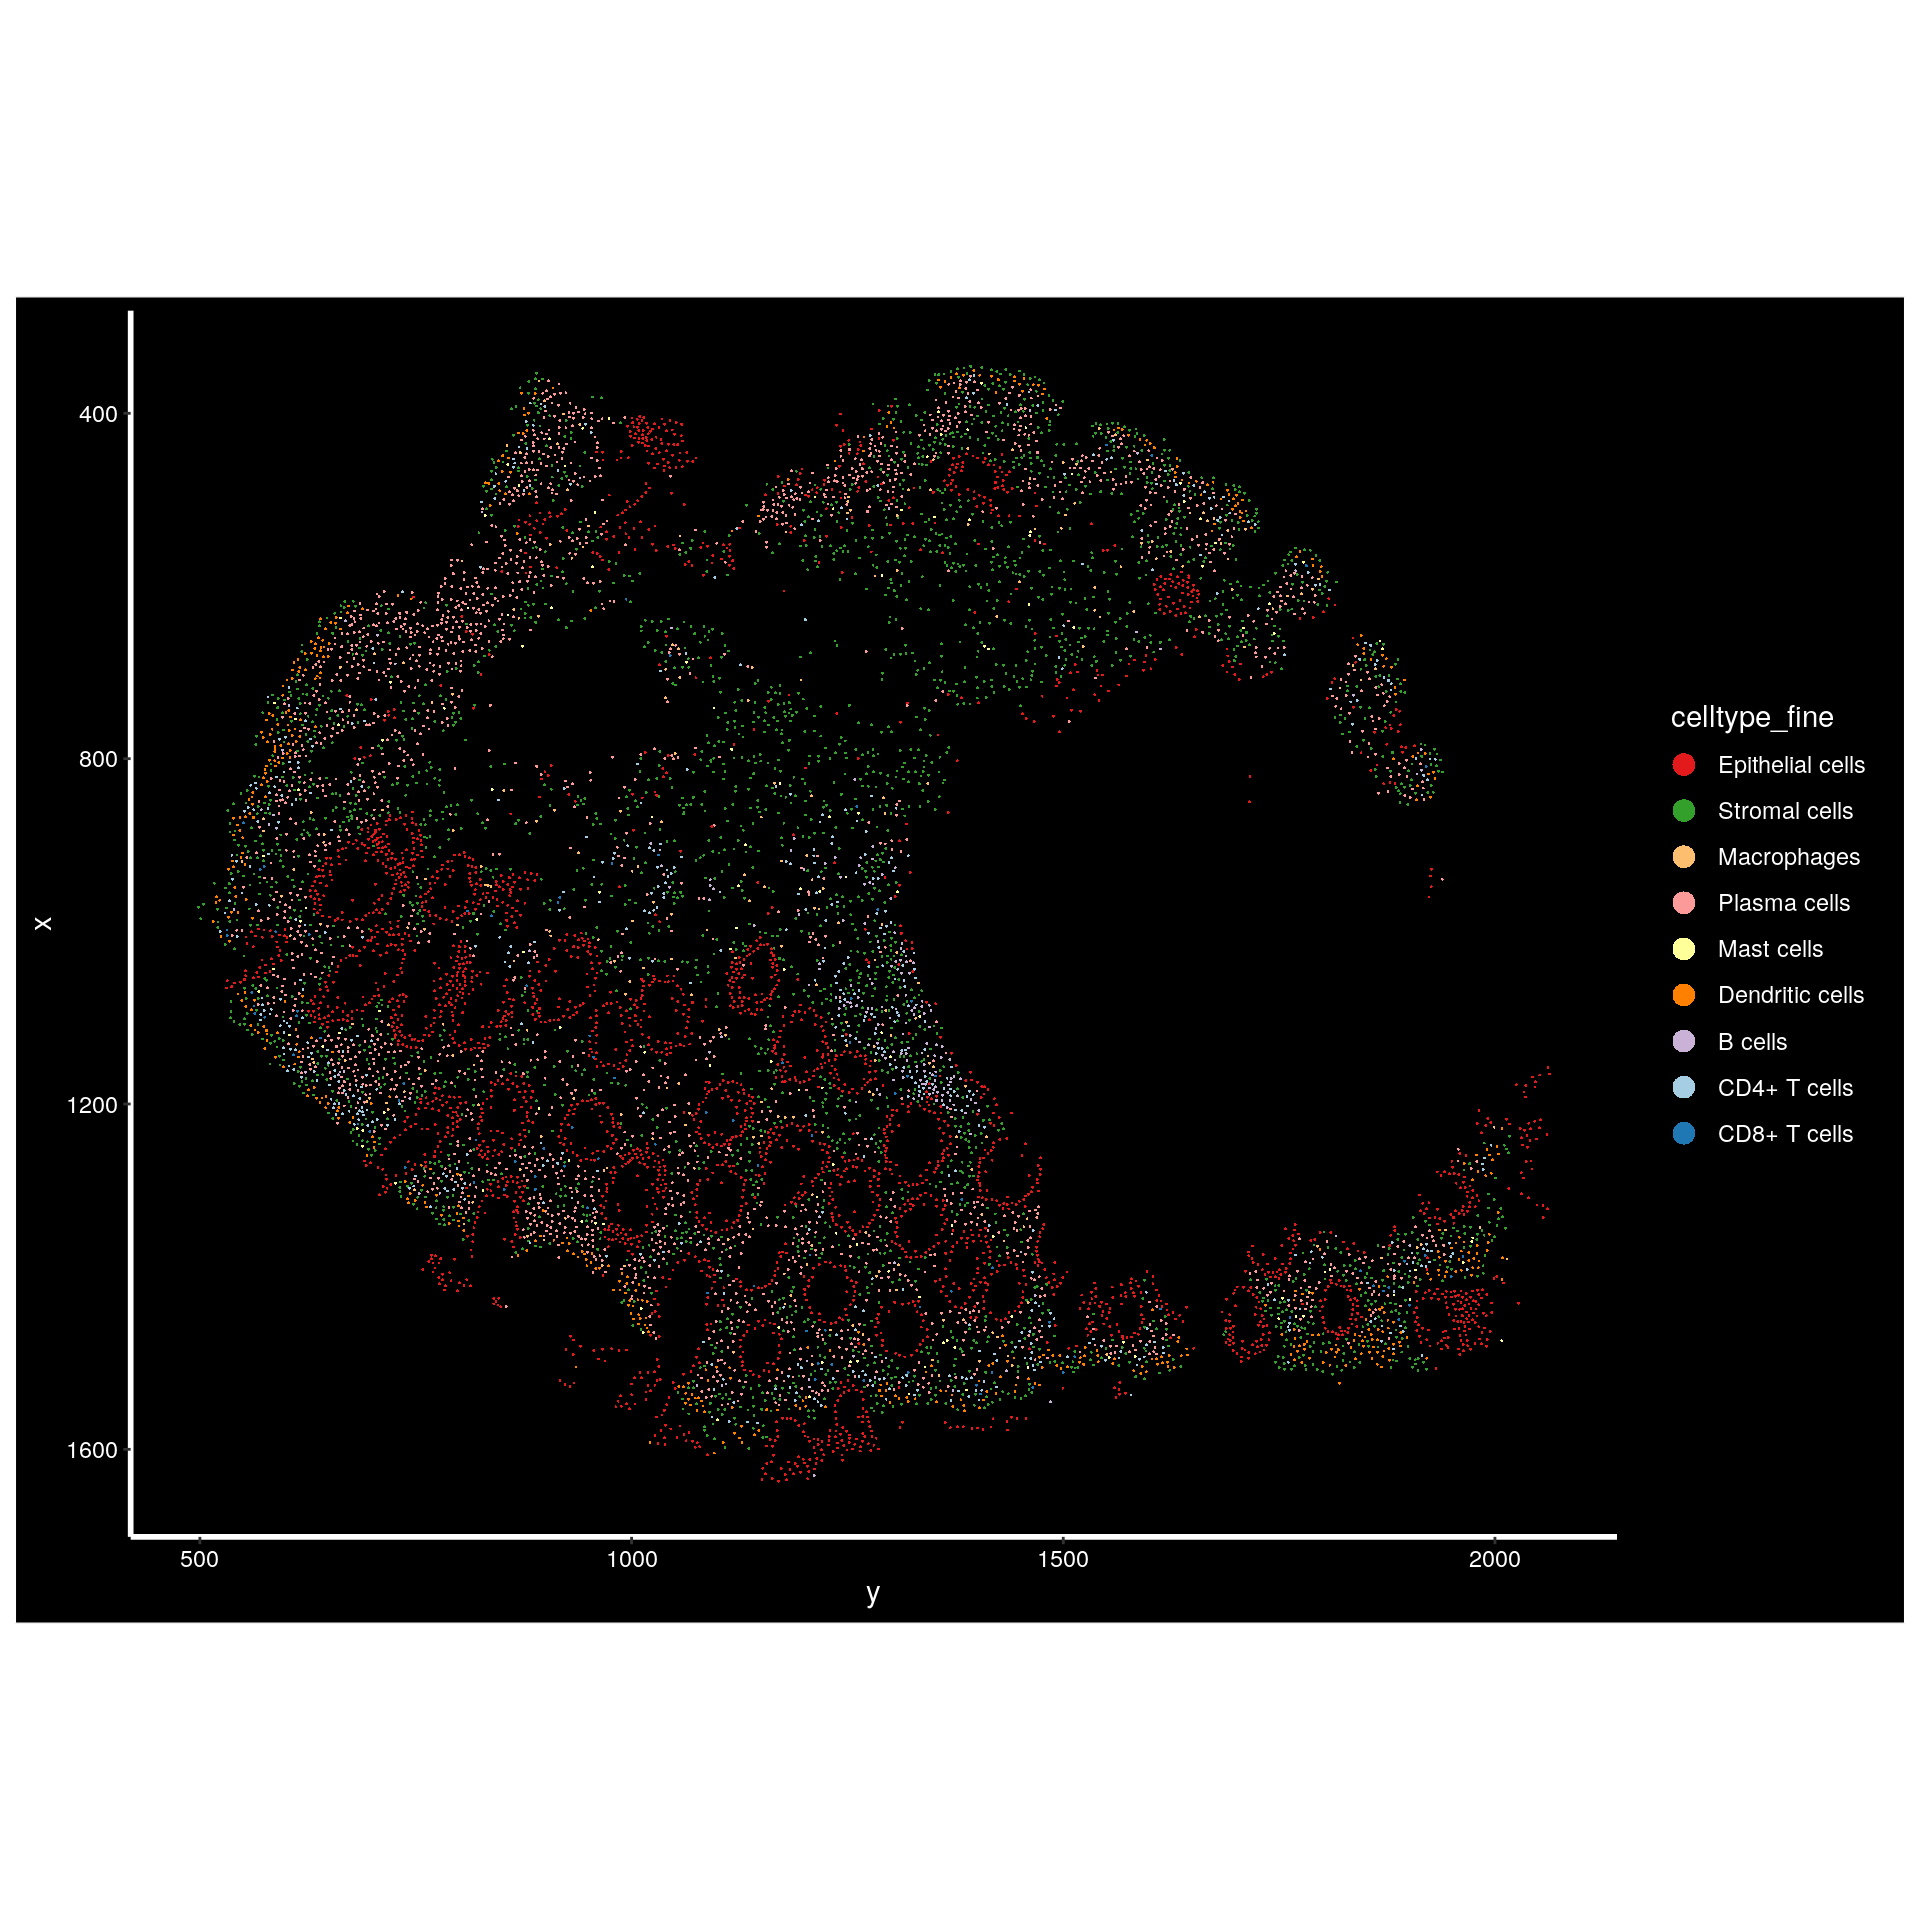 400
800
1200
1600
x
500
1000
1500
2000
y
celltype_fine
Epithelial cells
Stromal cells
Macrophages
Plasma cells
Mast cells
Dendritic cells
B cells
CD4+ T cells
CD8+ T cells